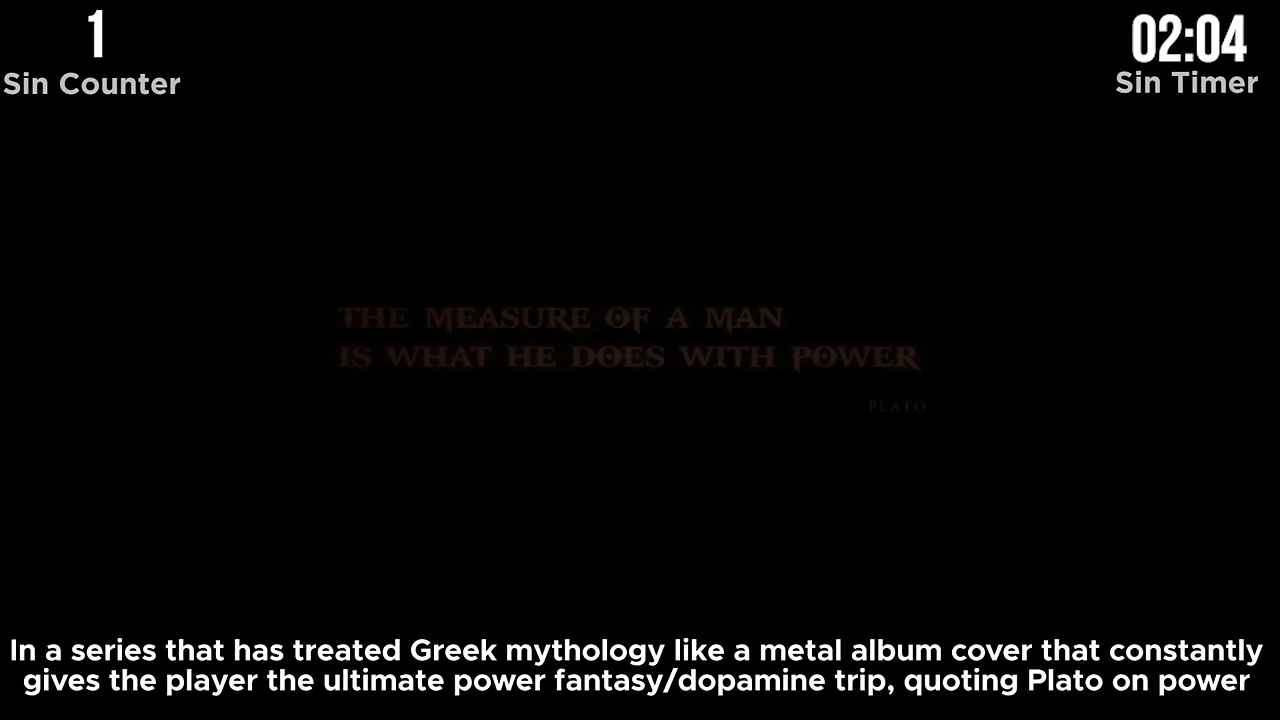 1
Sin Counter
02:04
Sin Timer
THE MEASURE OF A MAN
IS WHAT HE DOES WITH POWER
PLATO
In a series that has treated Greek mythology like a metal album cover that constantly
gives the player the ultimate power fantasy/dopamine trip, quoting Plato on power